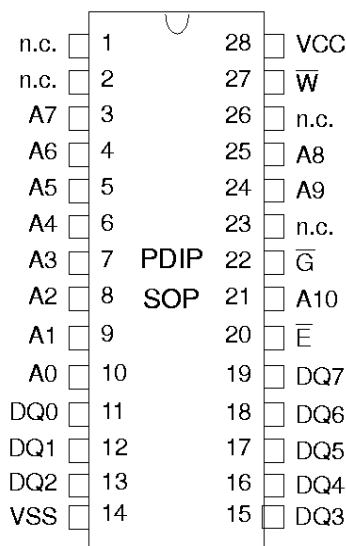 n.c. 1 28 VCC
n.c. 2 27 W̅
A7 3 26 n.c.
A6 4 25 A8
A5 5 24 A9
A4 6 23 n.c.
A3 7 PDIP 22 G̅
A2 8 SOP 21 A10
A1 9 20 E̅
A0 10 19 DQ7
DQ0 11 18 DQ6
DQ1 12 17 DQ5
DQ2 13 16 DQ4
VSS 14 15 DQ3